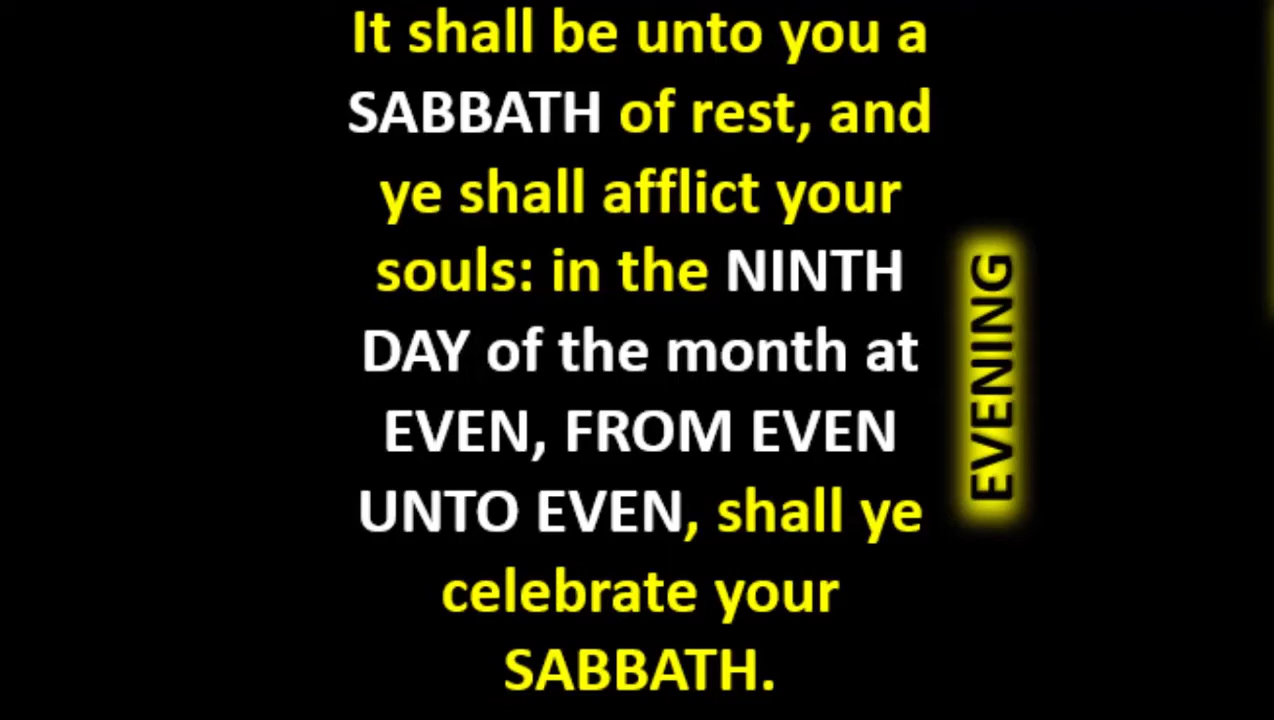 It shall be unto you a
SABBATH of rest, and
ye shall afflict your
souls: in the NINTH
DAY of the month at
EVEN, FROM EVEN
UNTO EVEN, shall ye
celebrate your
SABBATH.
EVENING